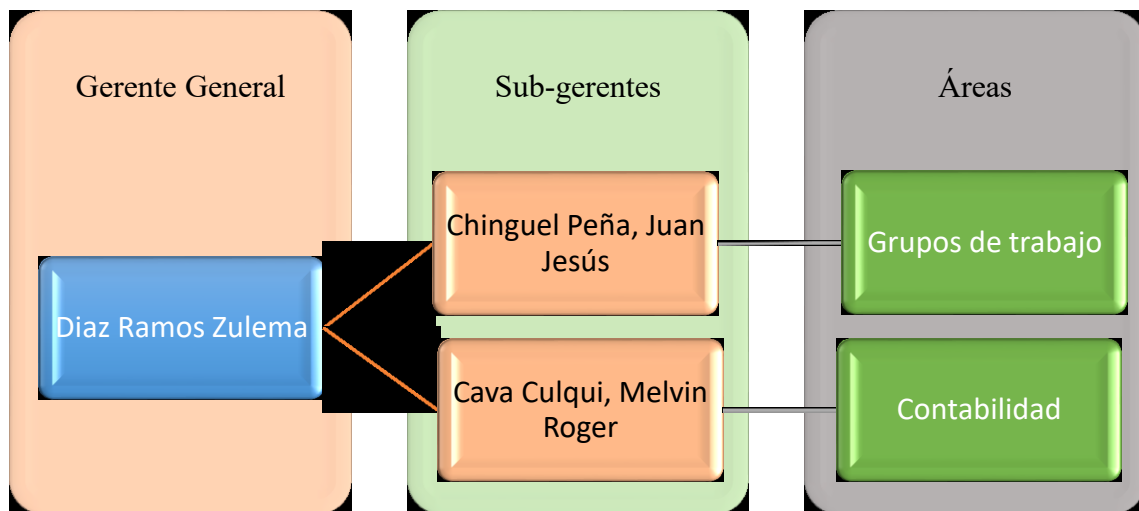 Gerente General
Sub-gerentes
Áreas
Diaz Ramos Zulema
Chinguel Peña, Juan
Jesús
Grupos de trabajo
Cava Culqui, Melvin
Roger
Contabilidad